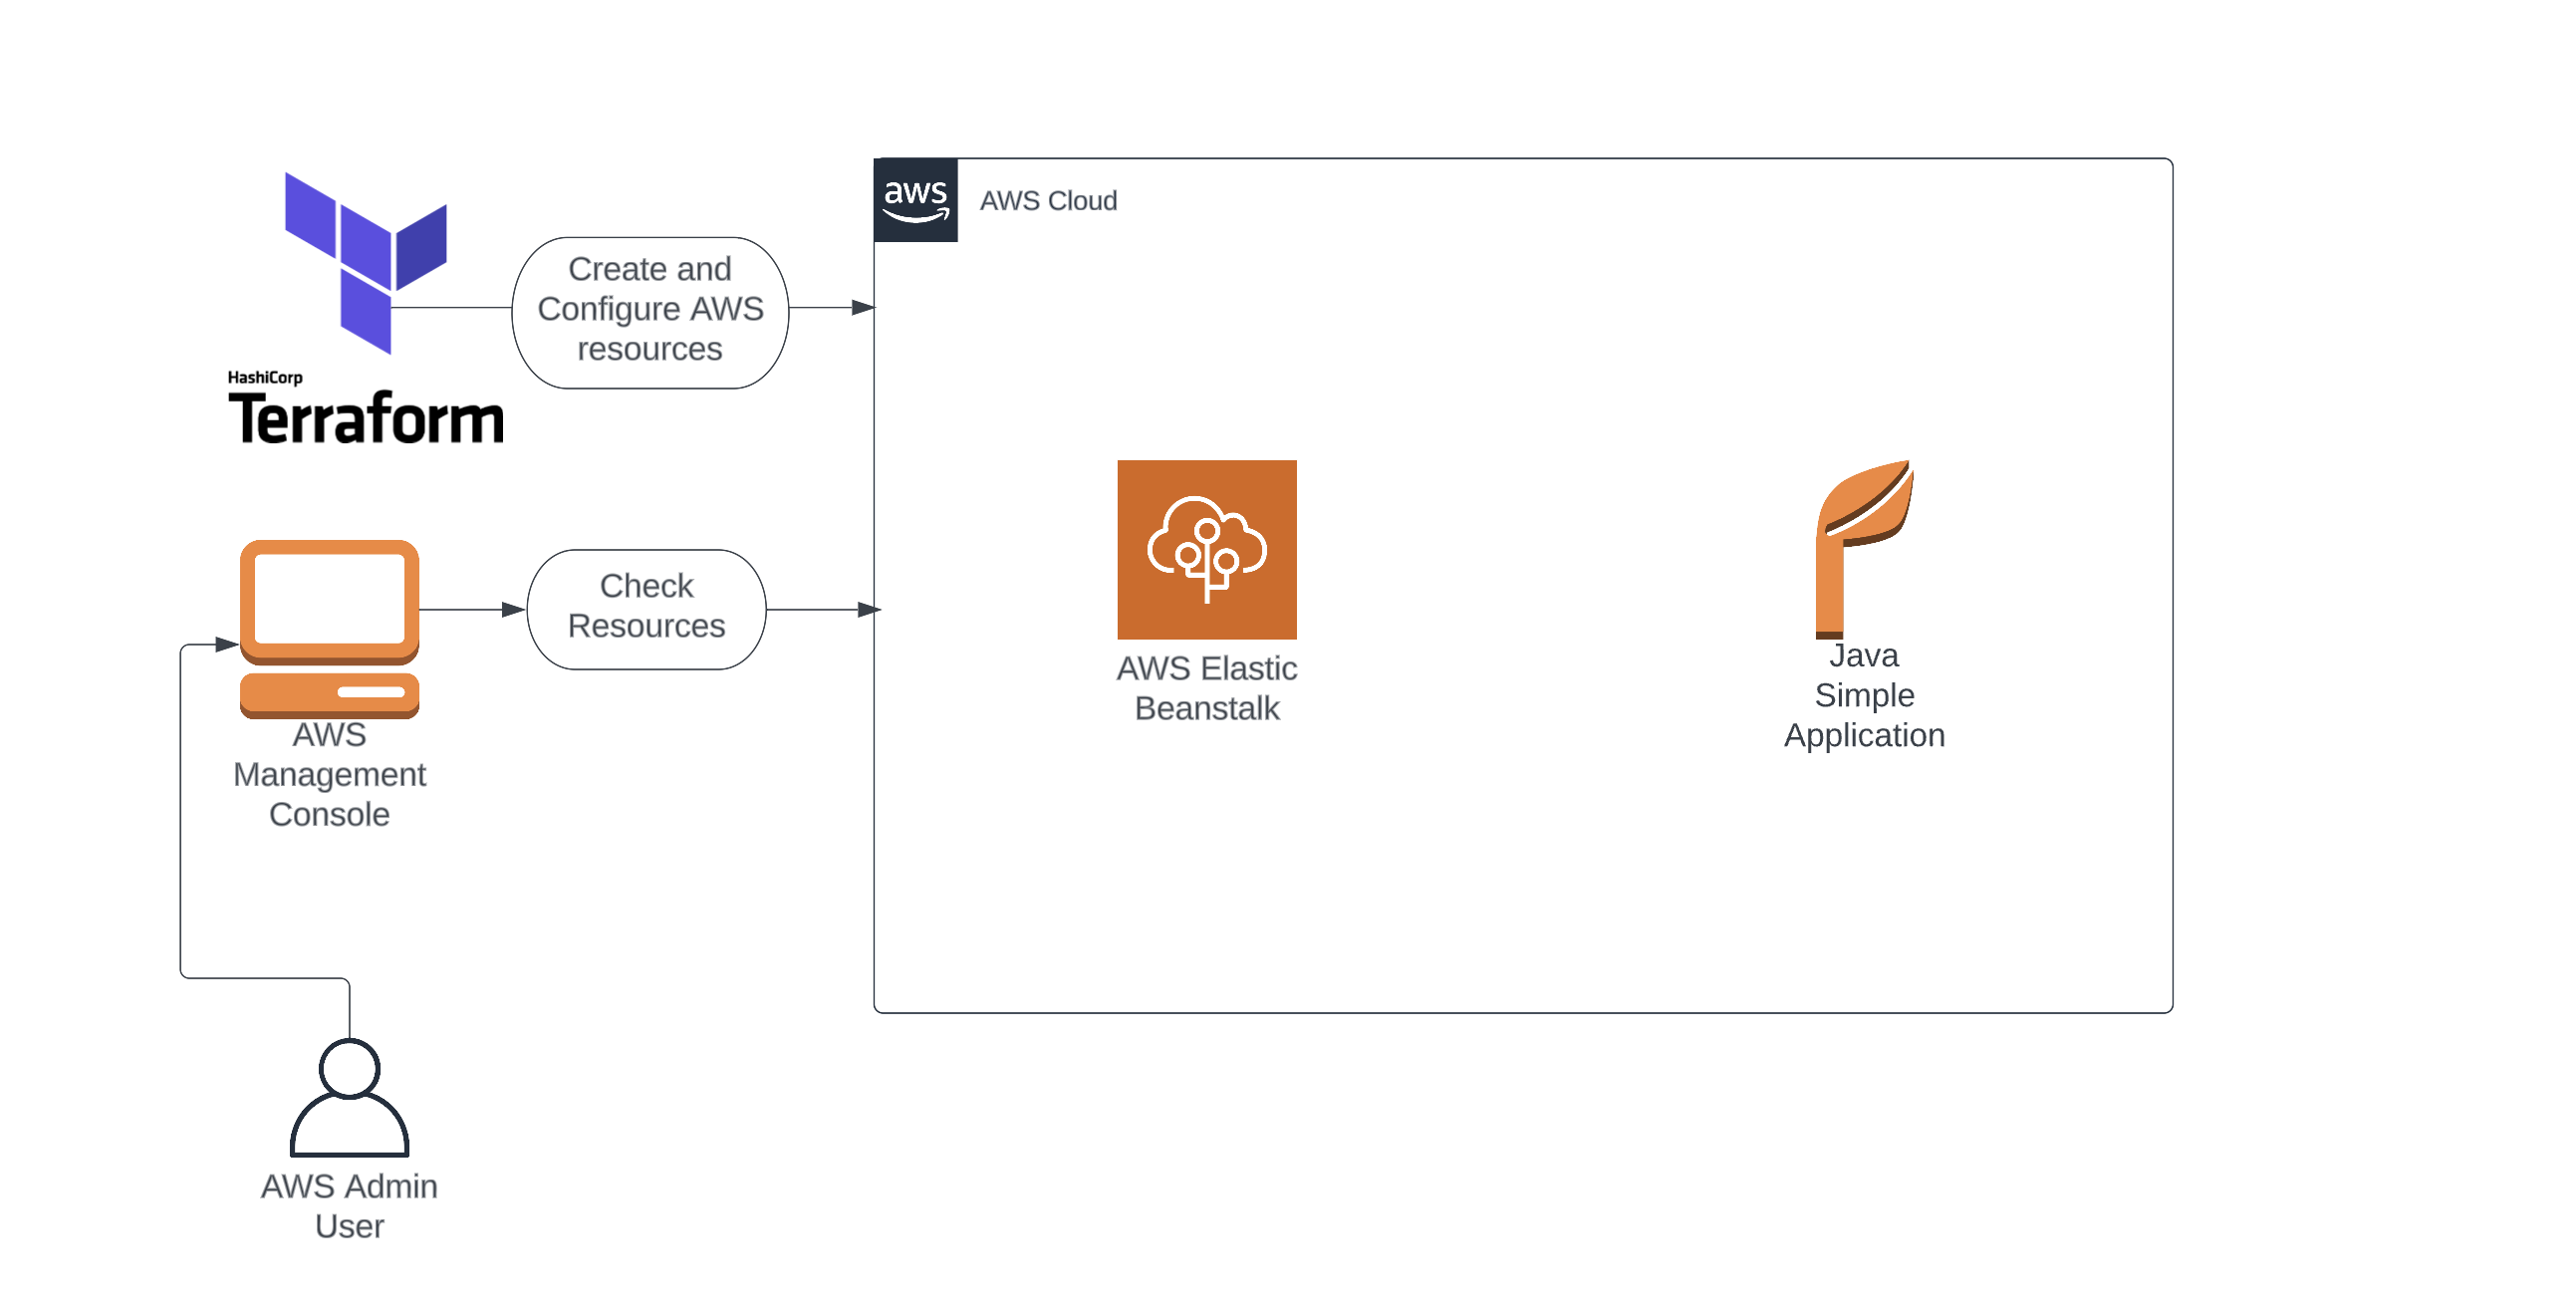 aws
AWS Cloud
Create and
Configure AWS
resources
HashiCorp
Terraform
Check
Resources
AWS Elastic
Beanstalk
Java
Simple
Application
AWS
Management
Console
AWS Admin
User